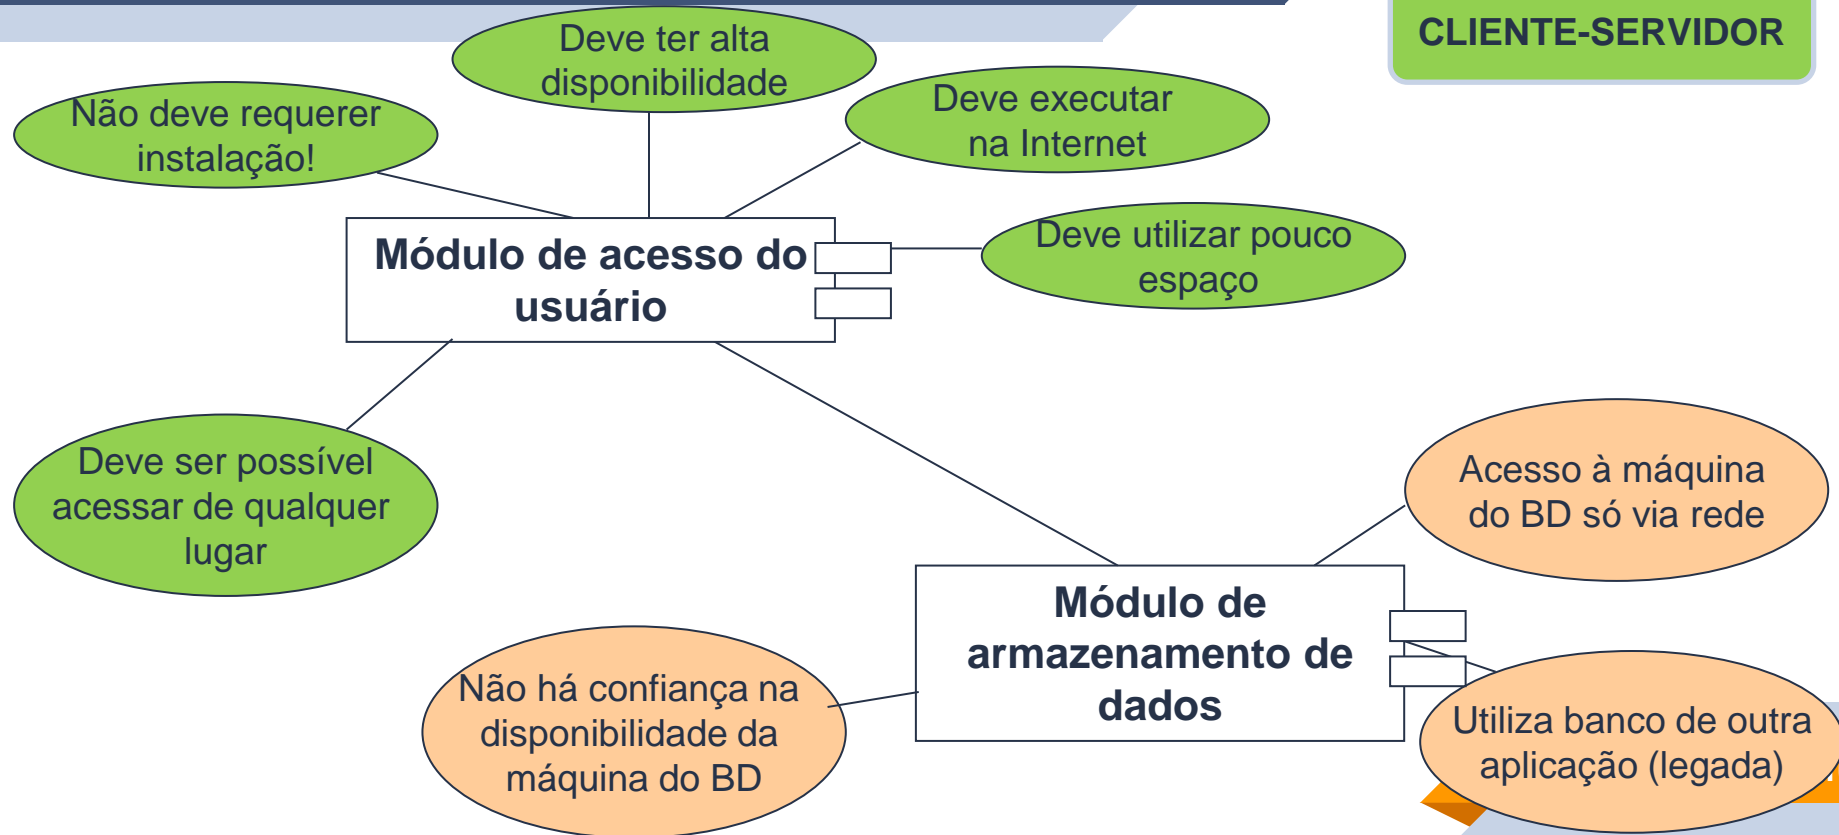 CLIENTE-SERVIDOR
Deve ter alta
disponibilidade
Não deve requerer
instalação!
Deve executar
na Internet
Módulo de acesso do
usuário
Deve utilizar pouco
espaço
Deve ser possível
acessar de qualquer
lugar
Acesso à máquina
do BD só via rede
Módulo de
armazenamento de
dados
Não há confiança na
disponibilidade da
máquina do BD
Utiliza banco de outra
aplicação (legada)